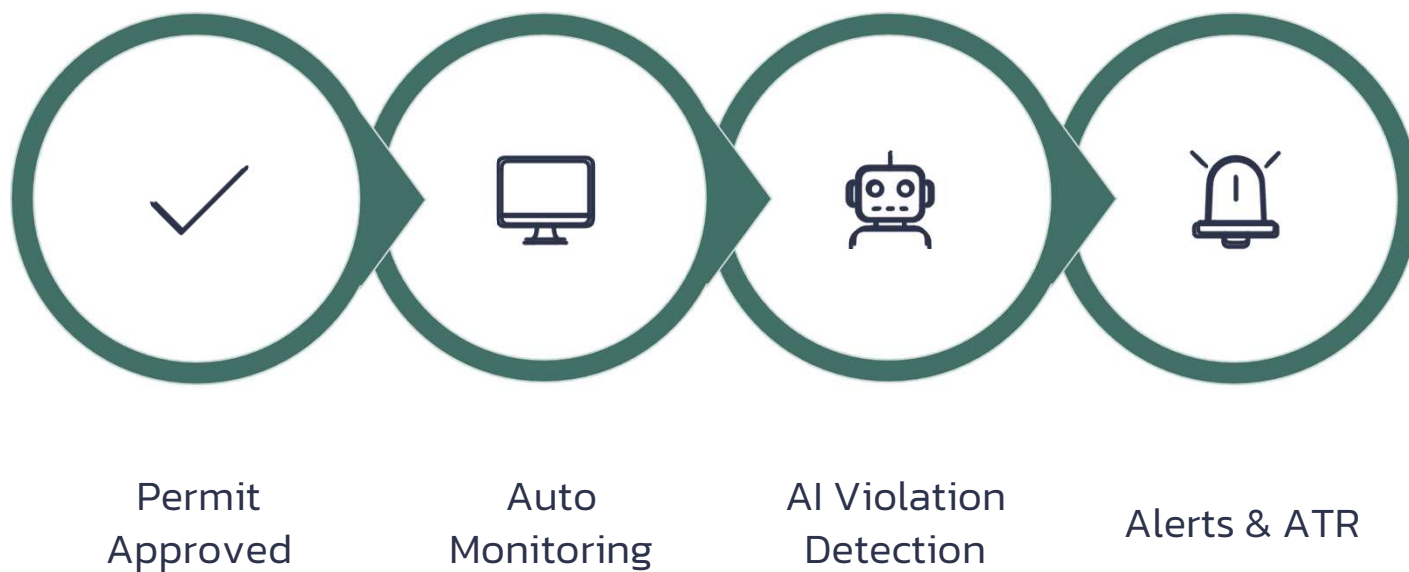 Permit
Approved
Auto
Monitoring
AI Violation
Detection
Alerts & ATR